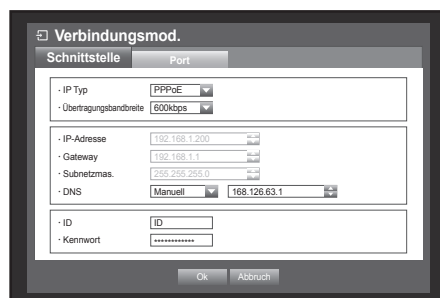 Verbindungsmod.
Schnittstelle Port
· IP Typ PPPoE
· Übertragungsbandbreite 600kbps
· IP-Adresse 192.168.1.200
· Gateway 192.168.1.1
· Subnetzmas. 255.255.255.0
· DNS Manuell 168.126.63.1
· ID ID
· Kennwort ************
Ok Abbruch